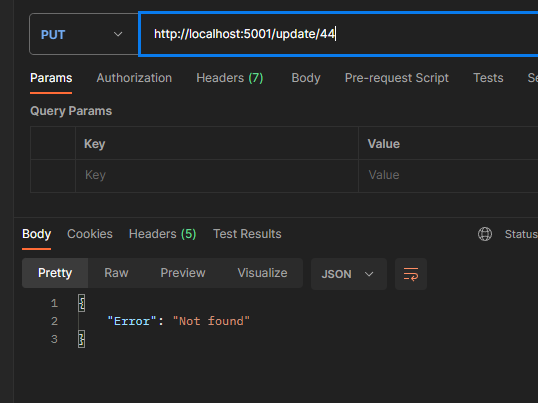 PUT http://localhost:5001/update/44
Params Authorization Headers (7) Body Pre-request Script Tests Se
Query Params
Key Value
Key Value
Body Cookies Headers (5) Test Results Status
Pretty Raw Preview Visualize JSON
1 {
2 "Error": "Not found"
3 }